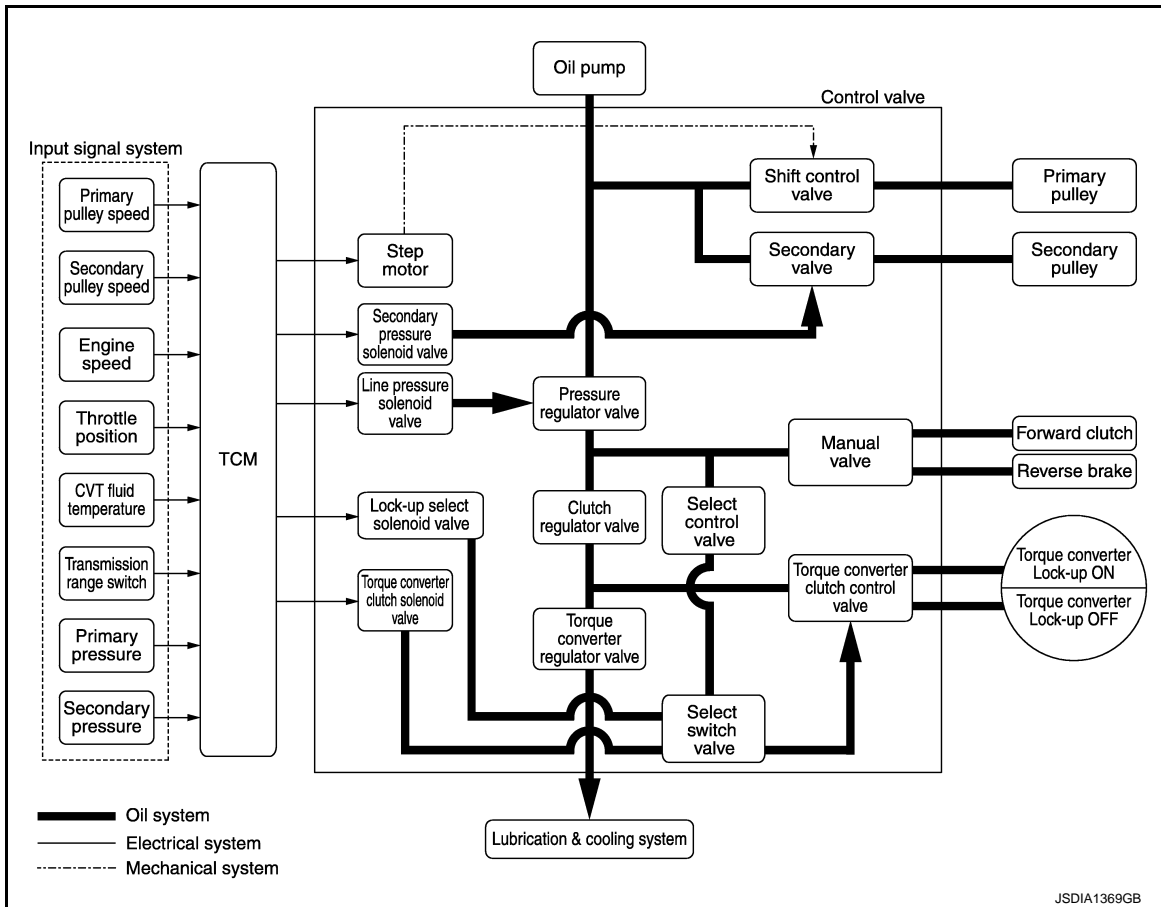 Oil pump
Control valve
Input signal system
Primary
pulley speed
Secondary
pulley speed
Engine
speed
Throttle
position
CVT fluid
temperature
Transmission
range switch
Primary
pressure
Secondary
pressure
TCM
Step
motor
Secondary
pressure
solenoid valve
Line pressure
solenoid
valve
Lock-up select
solenoid valve
Torque converter
clutch solenoid
valve
Pressure
regulator valve
Clutch
regulator valve
Torque
converter
regulator valve
Select
control
valve
Select
switch
valve
Shift control
valve
Secondary
valve
Manual
valve
Torque converter
clutch control
valve
Primary
pulley
Secondary
pulley
Forward clutch
Reverse brake
Torque converter
Lock-up ON
Torque converter
Lock-up OFF
Lubrication & cooling system
Oil system
Electrical system
Mechanical system
JSDIA1369GB